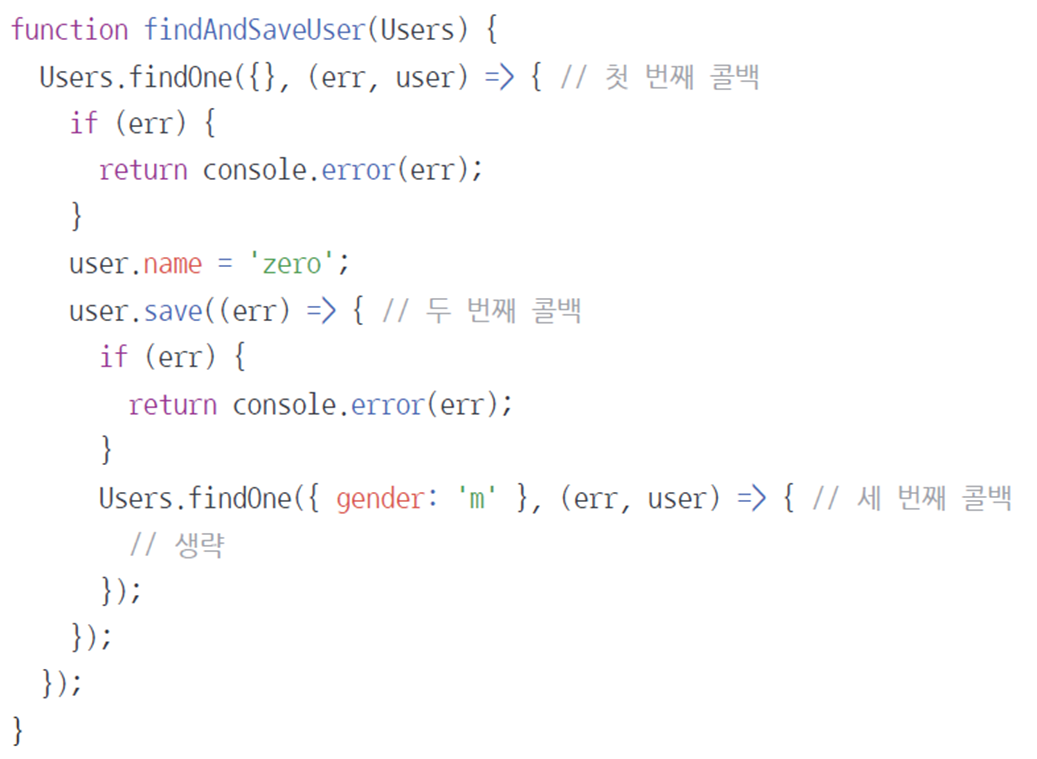 function findAndSaveUser(Users) {
Users.findOne({}, (err, user) => { // 첫 번째 콜백
if (err) {
return console.error(err);
}
user.name = 'zero';
user.save((err) => { // 두 번째 콜백
if (err) {
return console.error(err);
}
Users.findOne({ gender: 'm' }, (err, user) => { // 세 번째 콜백
// 생략
});
});
});
}